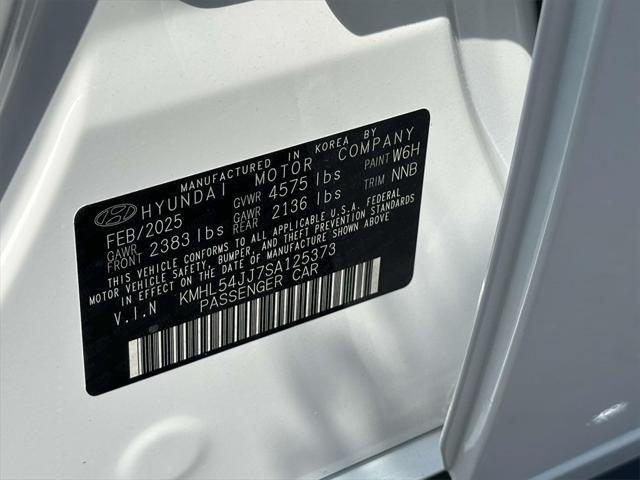 MANUFACTURED IN KOREA BY
HYUNDAI MOTOR COMPANY
FEB/2025 GVWR 4575 lbs PAINT W6H
GAWR FRONT 2383 lbs GAWR REAR 2136 lbs TRIM NNB
THIS VEHICLE CONFORMS TO ALL APPLICABLE U.S.A. FEDERAL
MOTOR VEHICLE SAFETY, BUMPER, AND THEFT PREVENTION STANDARDS
IN EFFECT ON THE DATE OF MANUFACTURE SHOWN ABOVE
V.I.N KMHL54JJ7SA125373
PASSENGER CAR